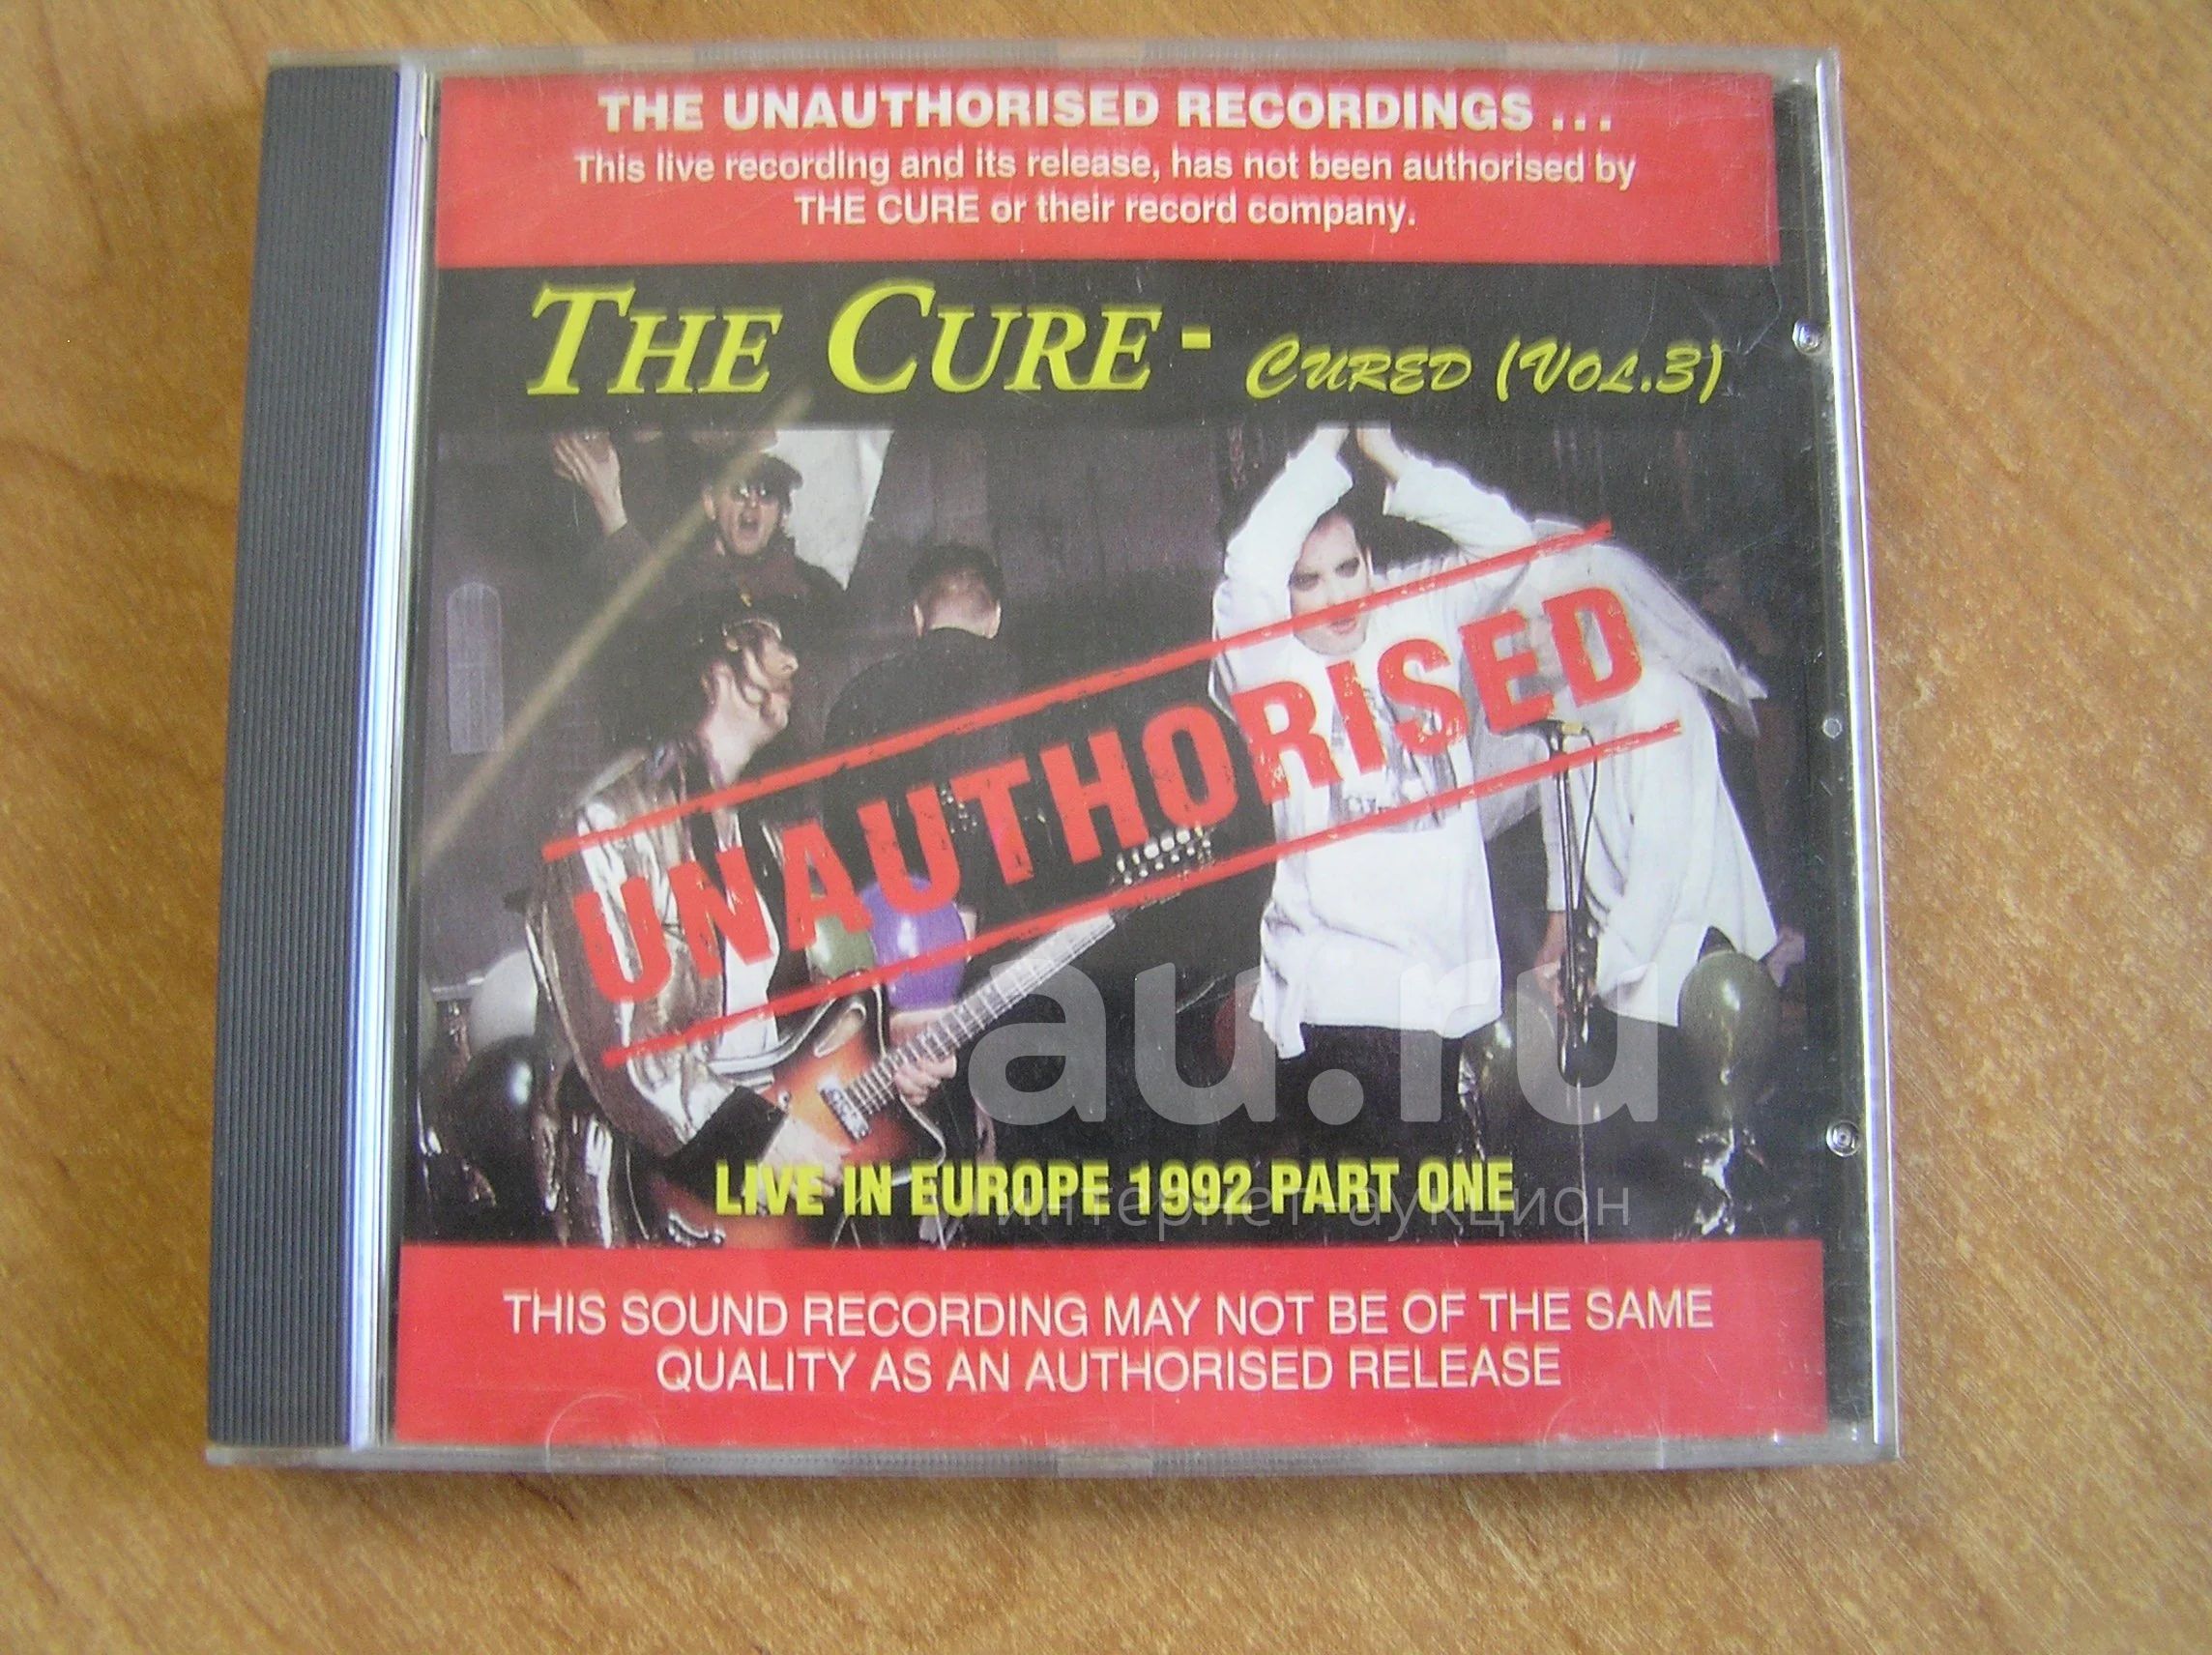 THE UNAUTHORISED RECORDINGS ...
This live recording and its release, has not been authorised by
THE CURE or their record company.
THE CURE - CURED (VOL.3)
UNAUTHORISED
au.ru
интернет-аукцион
LIVE IN EUROPE 1992 PART ONE
THIS SOUND RECORDING MAY NOT BE OF THE SAME
QUALITY AS AN AUTHORISED RELEASE